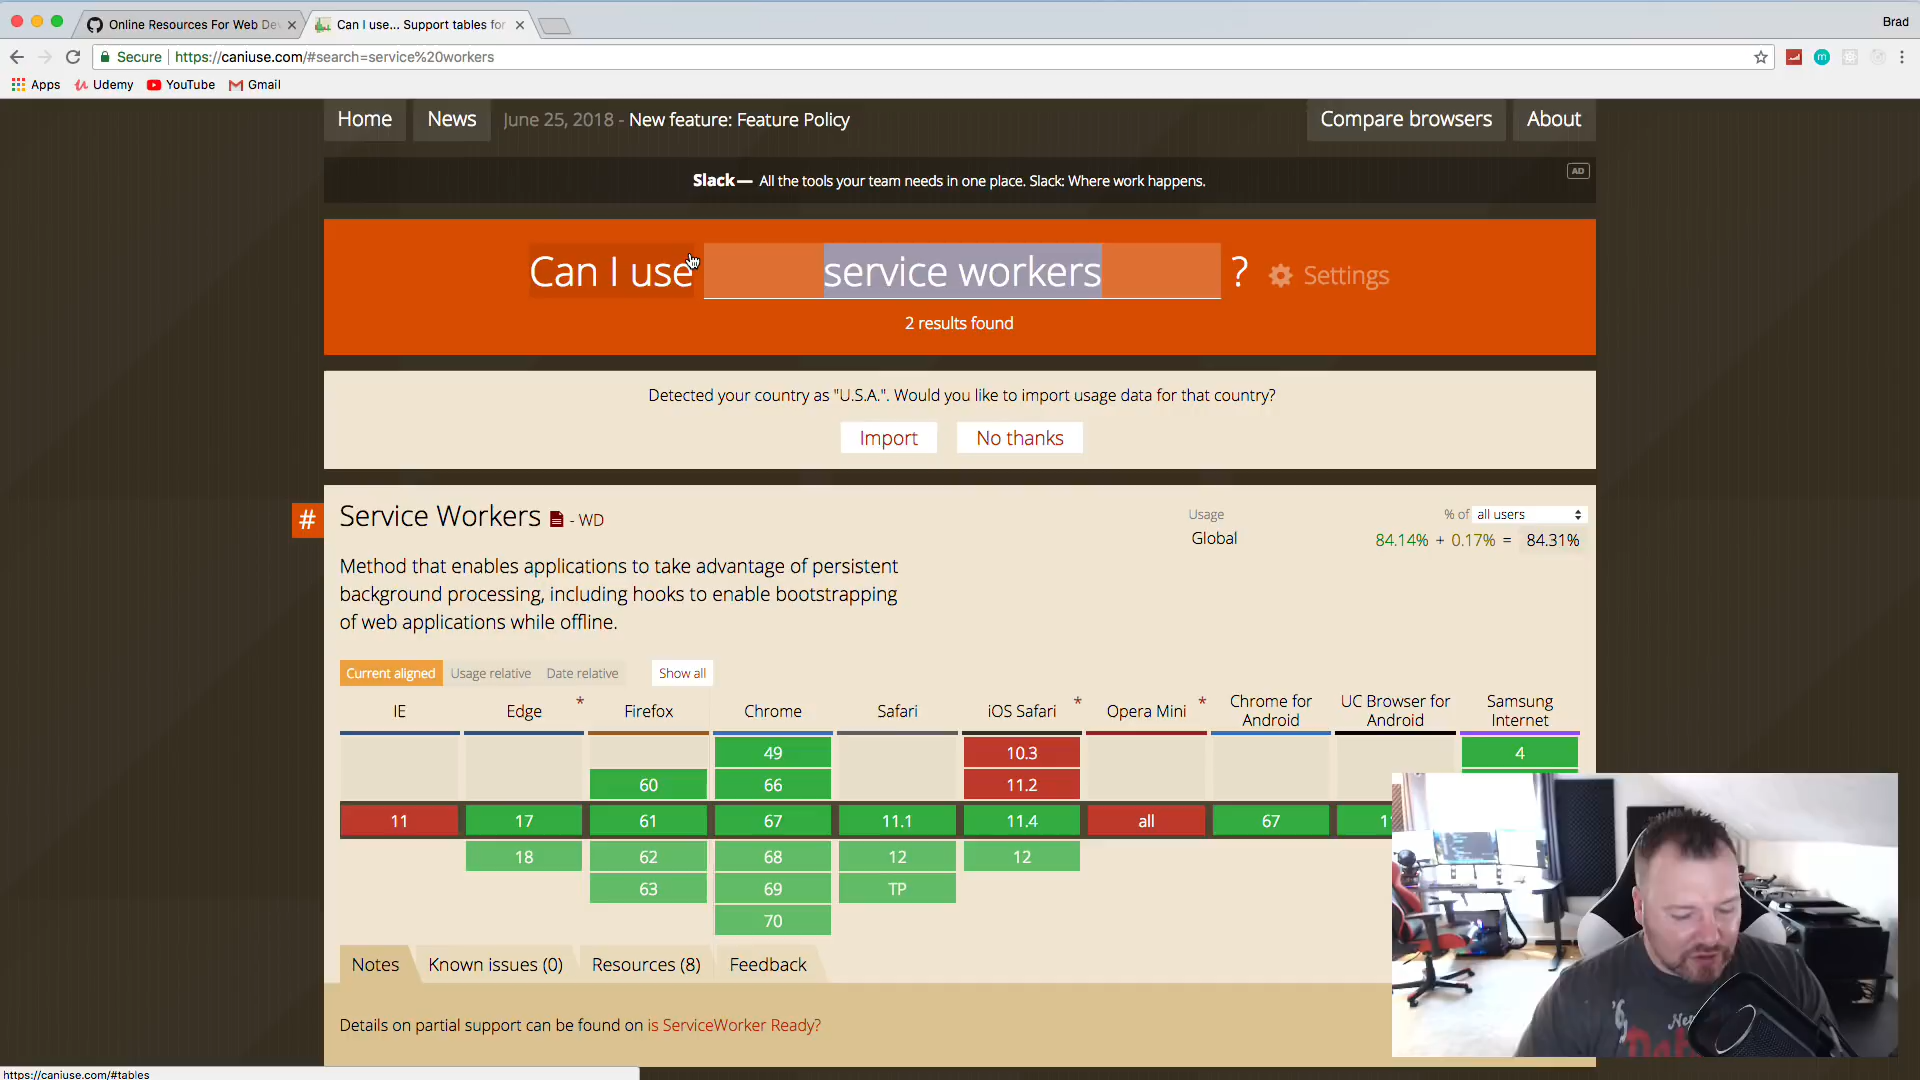 Online Resources For Web De
Can I use... Support tables for
Brad
Secure
https://caniuse.com/#search=service%20workers
Apps
Udemy
YouTube
Gmail
Home
News
June 25, 2018 - New feature: Feature Policy
Compare browsers
About
Slack— All the tools your team needs in one place. Slack: Where work happens.
AD
Can I use service workers ?
Settings
2 results found
Detected your country as "U.S.A.". Would you like to import usage data for that country?
Import
No thanks
#
Service Workers - WD
Usage
% of all users
Global
84.14% + 0.17% = 84.31%
Method that enables applications to take advantage of persistent
background processing, including hooks to enable bootstrapping
of web applications while offline.
Current aligned
Usage relative
Date relative
Show all
IE
Edge *
Firefox
Chrome
Safari
iOS Safari *
Opera Mini *
Chrome for
Android
UC Browser for
Android
Samsung
Internet
49
10.3
4
60
66
11.2
11
17
61
67
11.1
11.4
all
67
18
62
68
12
12
63
69
TP
70
Notes
Known issues (0)
Resources (8)
Feedback
Details on partial support can be found on is ServiceWorker Ready?
https://caniuse.com/#tables